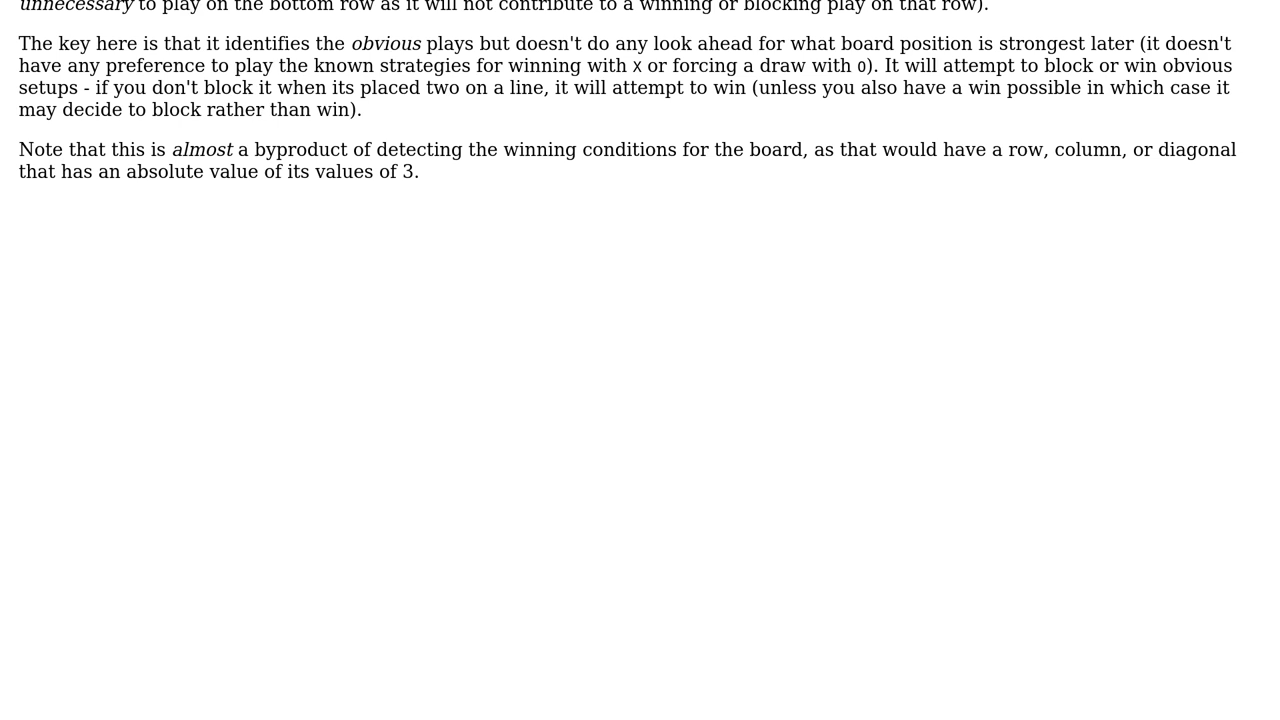 unnecessary to play on the bottom row as it will not contribute to a winning or blocking play on that row).
The key here is that it identifies the obvious plays but doesn't do any look ahead for what board position is strongest later (it doesn't
have any preference to play the known strategies for winning with X or forcing a draw with O). It will attempt to block or win obvious
setups - if you don't block it when its placed two on a line, it will attempt to win (unless you also have a win possible in which case it
may decide to block rather than win).
Note that this is almost a byproduct of detecting the winning conditions for the board, as that would have a row, column, or diagonal
that has an absolute value of its values of 3.